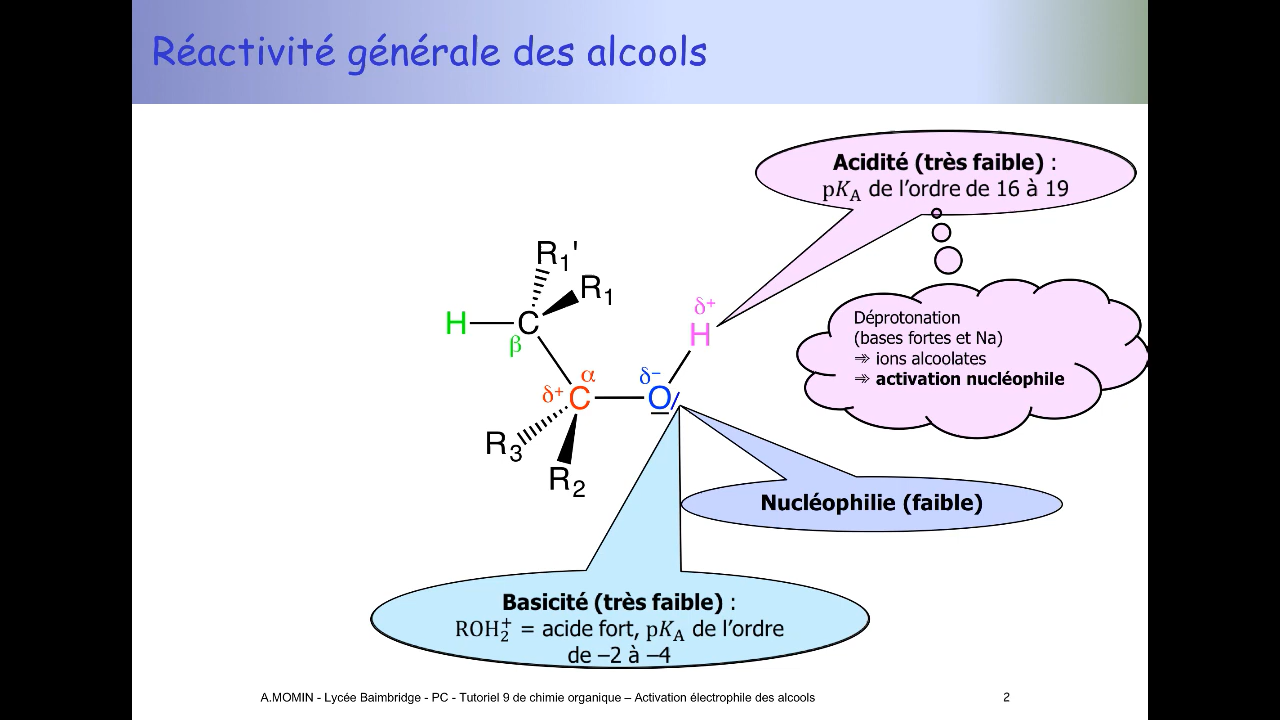 Réactivité générale des alcools
Acidité (très faible) :
pKA de l'ordre de 16 à 19
Déprotonation
(bases fortes et Na)
⇒ ions alcoolates
⇒ activation nucléophile
R1'
R1
H
C
β
δ+
H
δ+
C
α
δ−
O
R3
R2
Nucléophilie (faible)
Basicité (très faible) :
ROH2+ = acide fort, pKA de l'ordre
de –2 à –4
A.MOMIN - Lycée Baimbridge - PC - Tutoriel 9 de chimie organique – Activation électrophile des alcools
2